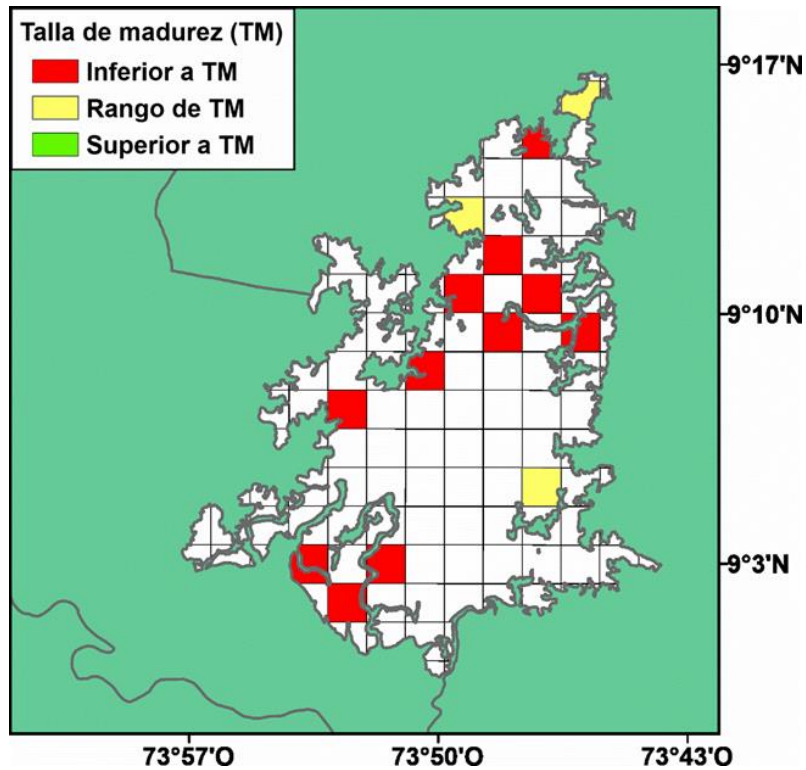 Talla de madurez (TM)
Inferior a TM
Rango de TM
Superior a TM
9°17'N
9°10'N
9°3'N
73°57'O
73°50'O
73°43'O